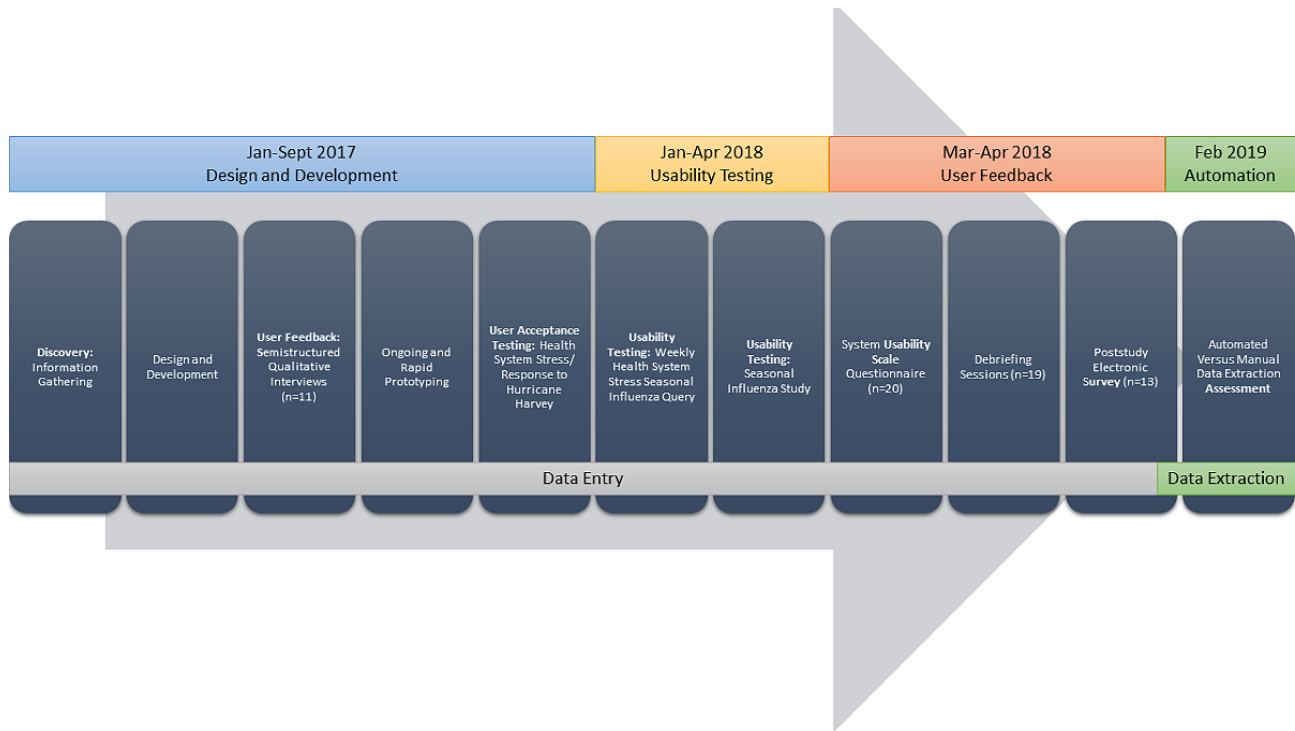 Jan-Sept 2017
Design and Development
Jan-Apr 2018
Usability Testing
Mar-Apr 2018
User Feedback
Feb 2019
Automation
Discovery:
Information
Gathering
Design and
Development
User Feedback:
Semistructured
Qualitative
Interviews
(n=11)
Ongoing and
Rapid
Prototyping
User Acceptance
Testing: Health
System Stress/
Response to
Hurricane
Harvey
Usability
Testing: Weekly
Health System
Stress Seasonal
Influenza Query
Usability
Testing:
Seasonal
Influenza Study
System Usability
Scale
Questionnaire
(n=20)
Debriefing
Sessions (n=19)
Poststudy
Electronic
Survey (n=13)
Automated
Versus Manual
Data Extraction
Assessment
Data Entry
Data Extraction